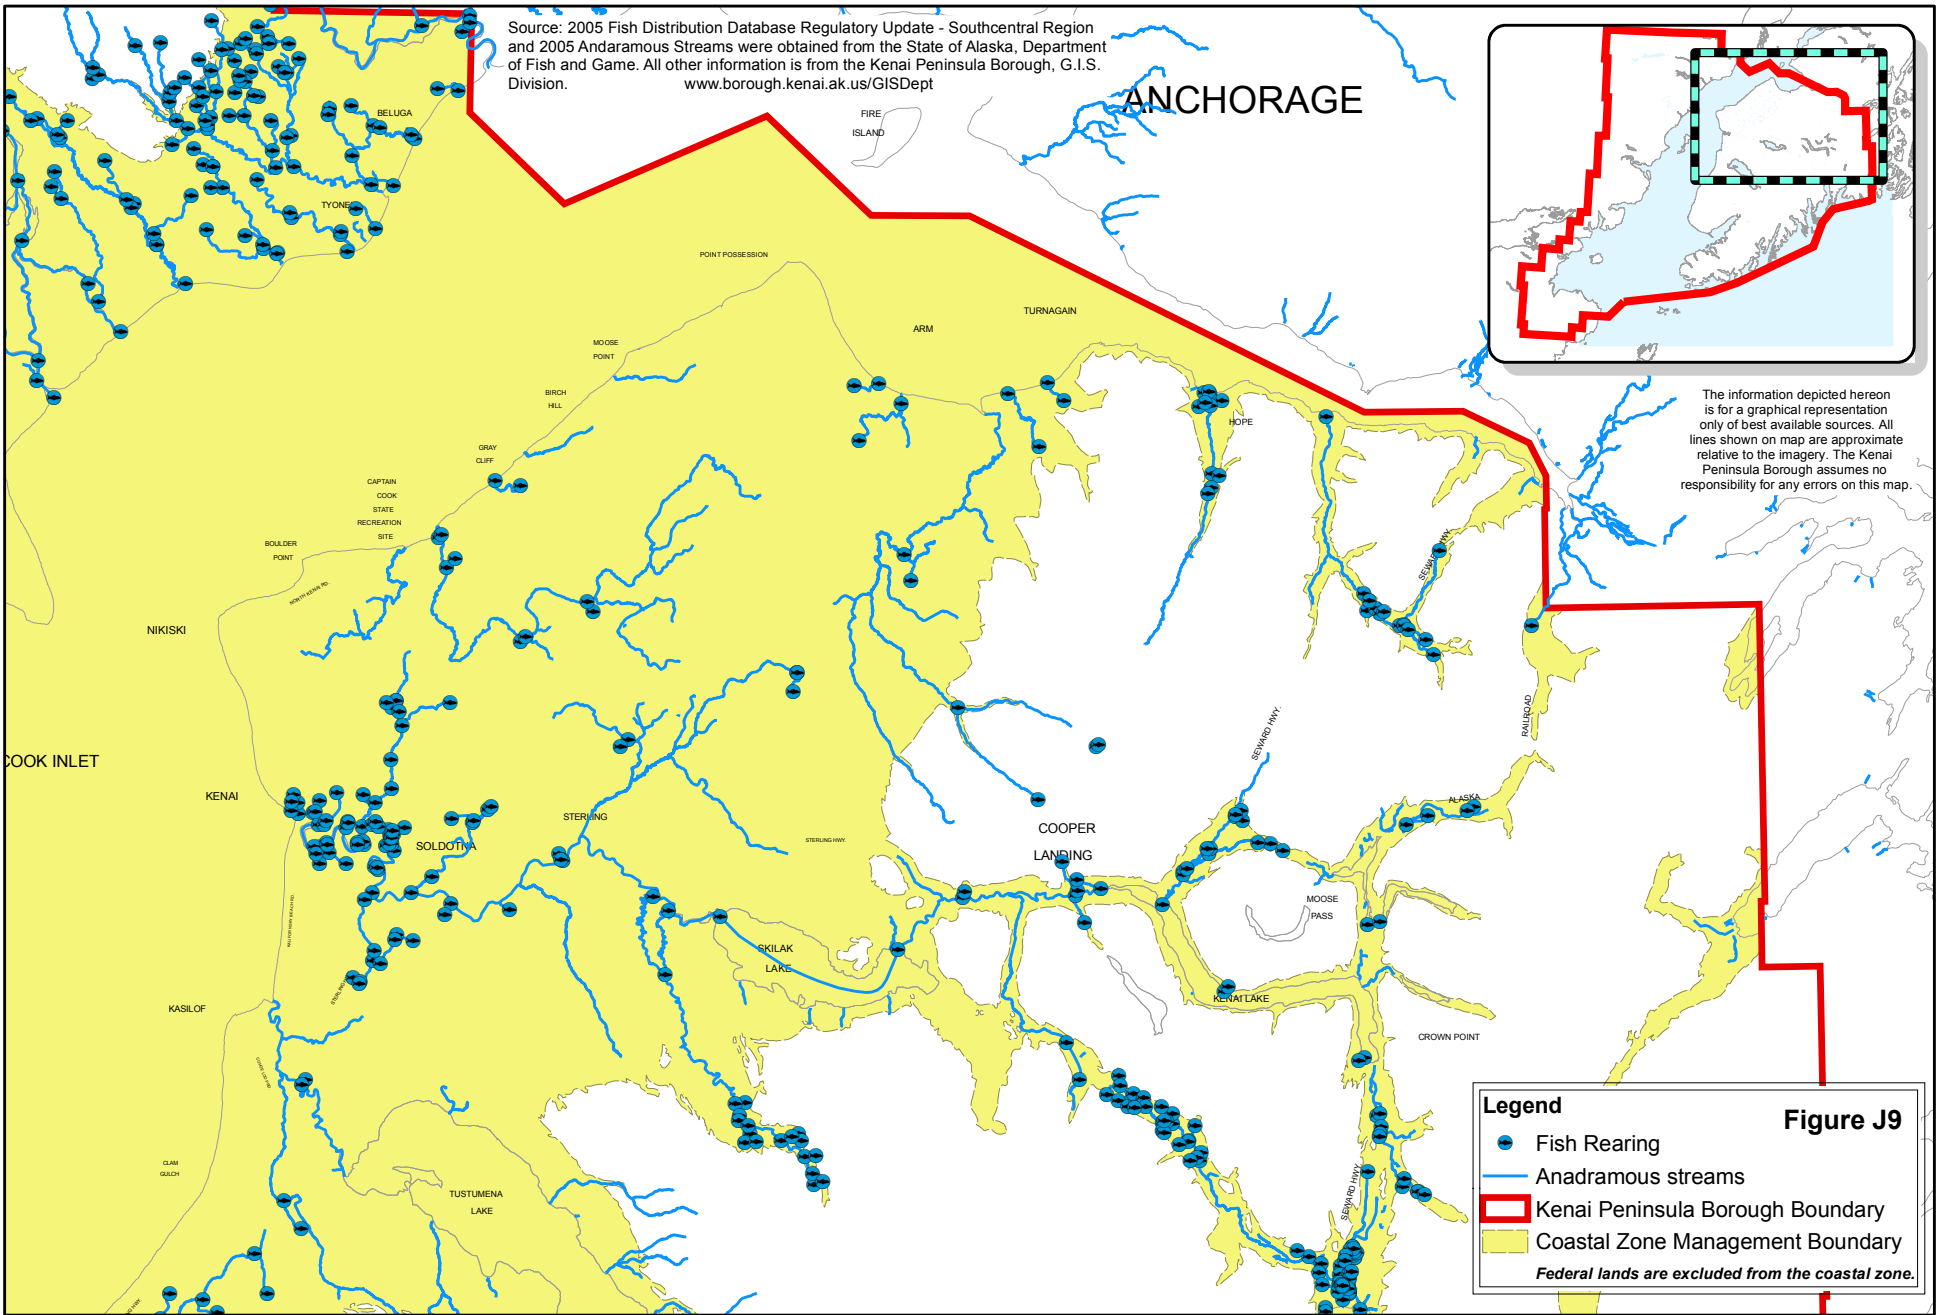 Source: 2005 Fish Distribution Database Regulatory Update - Southcentral Region
and 2005 Andaramous Streams were obtained from the State of Alaska, Department
of Fish and Game. All other information is from the Kenai Peninsula Borough, G.I.S.
Division. www.borough.kenai.ak.us/GISDept
ANCHORAGE
FIRE
ISLAND
BELUGA
TYONE
POINT POSSESSION
TURNAGAIN
ARM
MOOSE
POINT
BIRCH
HILL
GRAY
CLIFF
CAPTAIN
COOK
STATE
RECREATION
SITE
BOULDER
POINT
NORTH KENAI RD.
NIKISKI
HOPE
The information depicted hereon
is for a graphical representation
only of best available sources. All
lines shown on map are approximate
relative to the imagery. The Kenai
Peninsula Borough assumes no
responsibility for any errors on this map.
SEWARD HWY.
RAILROAD
SEWARD HWY.
COOK INLET
KENAI
SOLDOTNA
STERLING
STERLING HWY.
COOPER
LANDING
ALASKA
MOOSE
PASS
SKILAK
LAKE
KENAI LAKE
KASILOF
CROWN POINT
CLAM
GULCH
TUSTUMENA
LAKE
SEWARD HWY.
Legend
Figure J9
Fish Rearing
Anadramous streams
Kenai Peninsula Borough Boundary
Coastal Zone Management Boundary
Federal lands are excluded from the coastal zone.